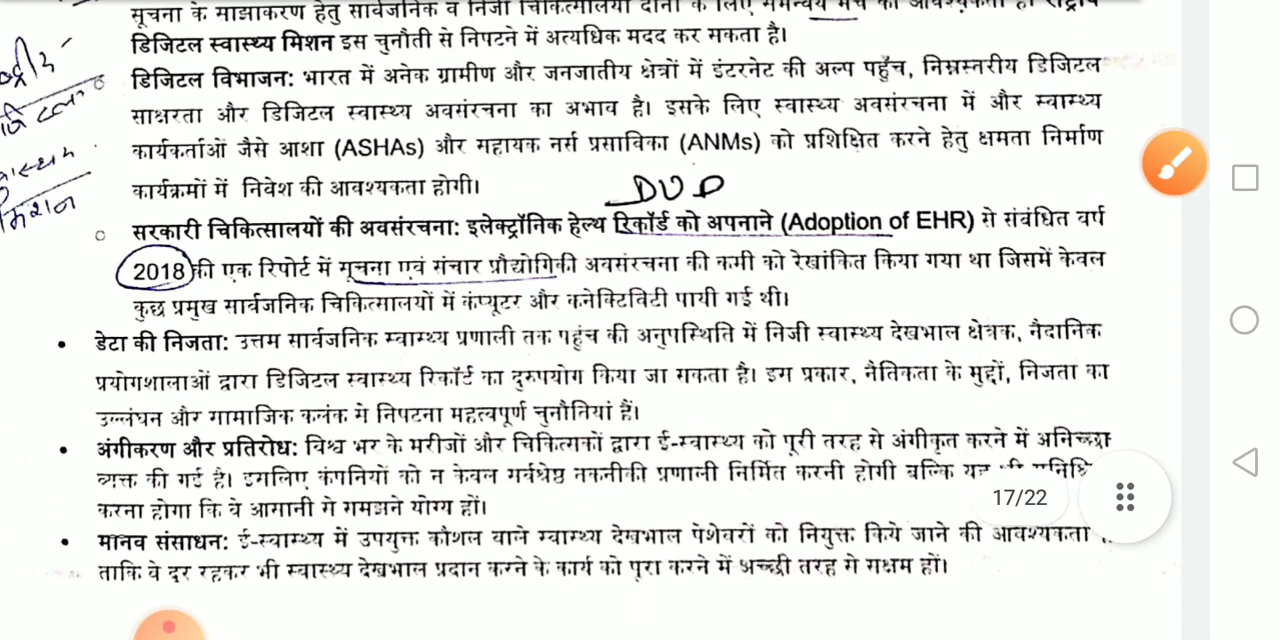 सूचना के साझाकरण हेतु सार्वजनिक व निजी चिकित्सालयों दोनों के लिए समन्वय मंच की आवश्यकता है। राष्ट्रीय
डिजिटल स्वास्थ्य मिशन इस चुनौती से निपटने में अत्यधिक मदद कर सकता है।
डिजिटल विभाजन: भारत में अनेक ग्रामीण और जनजातीय क्षेत्रों में इंटरनेट की अल्प पहुँच, निम्नस्तरीय डिजिटल
साक्षरता और डिजिटल स्वास्थ्य अवसंरचना का अभाव है। इसके लिए स्वास्थ्य अवसंरचना में और स्वास्थ्य
कार्यकर्ताओं जैसे आशा (ASHAs) और सहायक नर्स प्रसाविका (ANMs) को प्रशिक्षित करने हेतु क्षमता निर्माण
कार्यक्रमों में निवेश की आवश्यकता होगी।
सरकारी चिकित्सालयों की अवसंरचना: इलेक्ट्रॉनिक हेल्थ रिकॉर्ड को अपनाने (Adoption of EHR) से संबंधित वर्ष
2018 की एक रिपोर्ट में सूचना एवं संचार प्रौद्योगिकी अवसंरचना की कमी को रेखांकित किया गया था जिसमें केवल
कुछ प्रमुख सार्वजनिक चिकित्सालयों में कंप्यूटर और कनेक्टिविटी पायी गई थी।
• डेटा की निजता: उत्तम सार्वजनिक स्वास्थ्य प्रणाली तक पहुंच की अनुपस्थिति में निजी स्वास्थ्य देखभाल क्षेत्रक, नैदानिक
प्रयोगशालाओं द्वारा डिजिटल स्वास्थ्य रिकॉर्ट का दुरुपयोग किया जा सकता है। इस प्रकार, नैतिकता के मुद्दों, निजता का
उल्लंघन और सामाजिक कलंक से निपटना महत्वपूर्ण चुनौतियां हैं।
• अंगीकरण और प्रतिरोध: विश्व भर के मरीजों और चिकित्सकों द्वारा ई-स्वास्थ्य को पूरी तरह से अंगीकृत करने में अनिच्छा
व्यक्त की गई है। इसलिए कंपनियों को न केवल सर्वश्रेष्ठ तकनीकी प्रणाली निर्मित करनी होगी बल्कि यह
करना होगा कि वे आसानी से समझने योग्य हों।
17/22
• मानव संसाधन: ई-स्वास्थ्य में उपयुक्त कौशल वाले स्वास्थ्य देखभाल पेशेवरों को नियुक्त किये जाने की आवश्यकता
ताकि वे दूर रहकर भी स्वास्थ्य देखभाल प्रदान करने के कार्य को पूरा करने में अच्छी तरह से सक्षम हों।